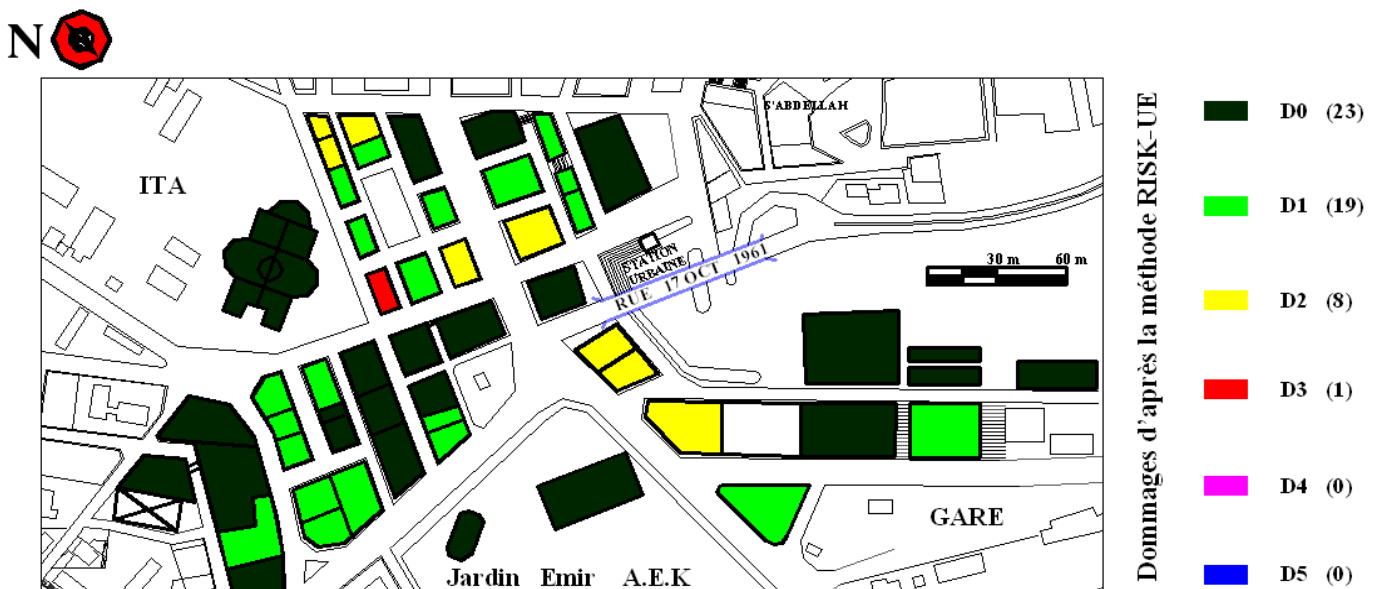 N
S'ABDELLAH
ITA
STATION
URBAINE
RUE 17 OCT 1961
30 m 60 m
GARE
Jardin Emir A.E.K
Dommages d'après la méthode RISK-UE
D0 (23)
D1 (19)
D2 (8)
D3 (1)
D4 (0)
D5 (0)